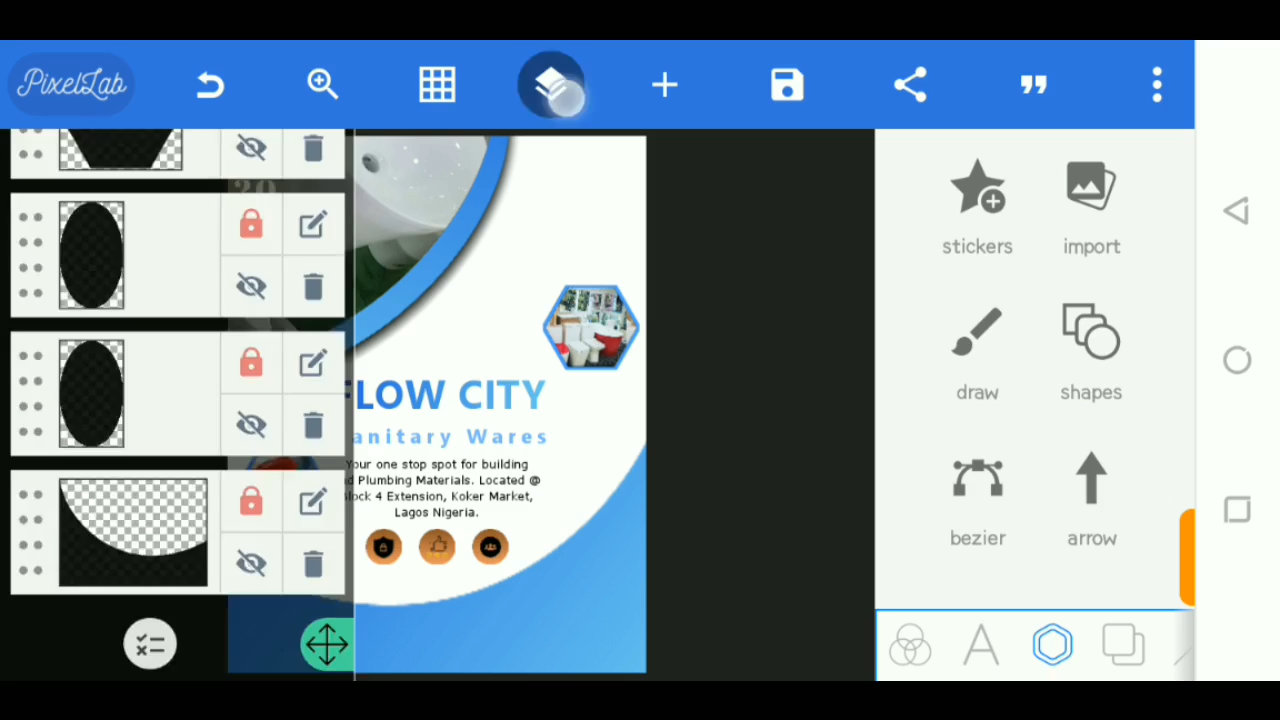 PixelLab
stickers
import
draw
shapes
bezier
arrow
FLOW CITY
anitary Wares
Your one stop spot for building
d Plumbing Materials. Located @
lock 4 Extension, Koker Market,
Lagos Nigeria.